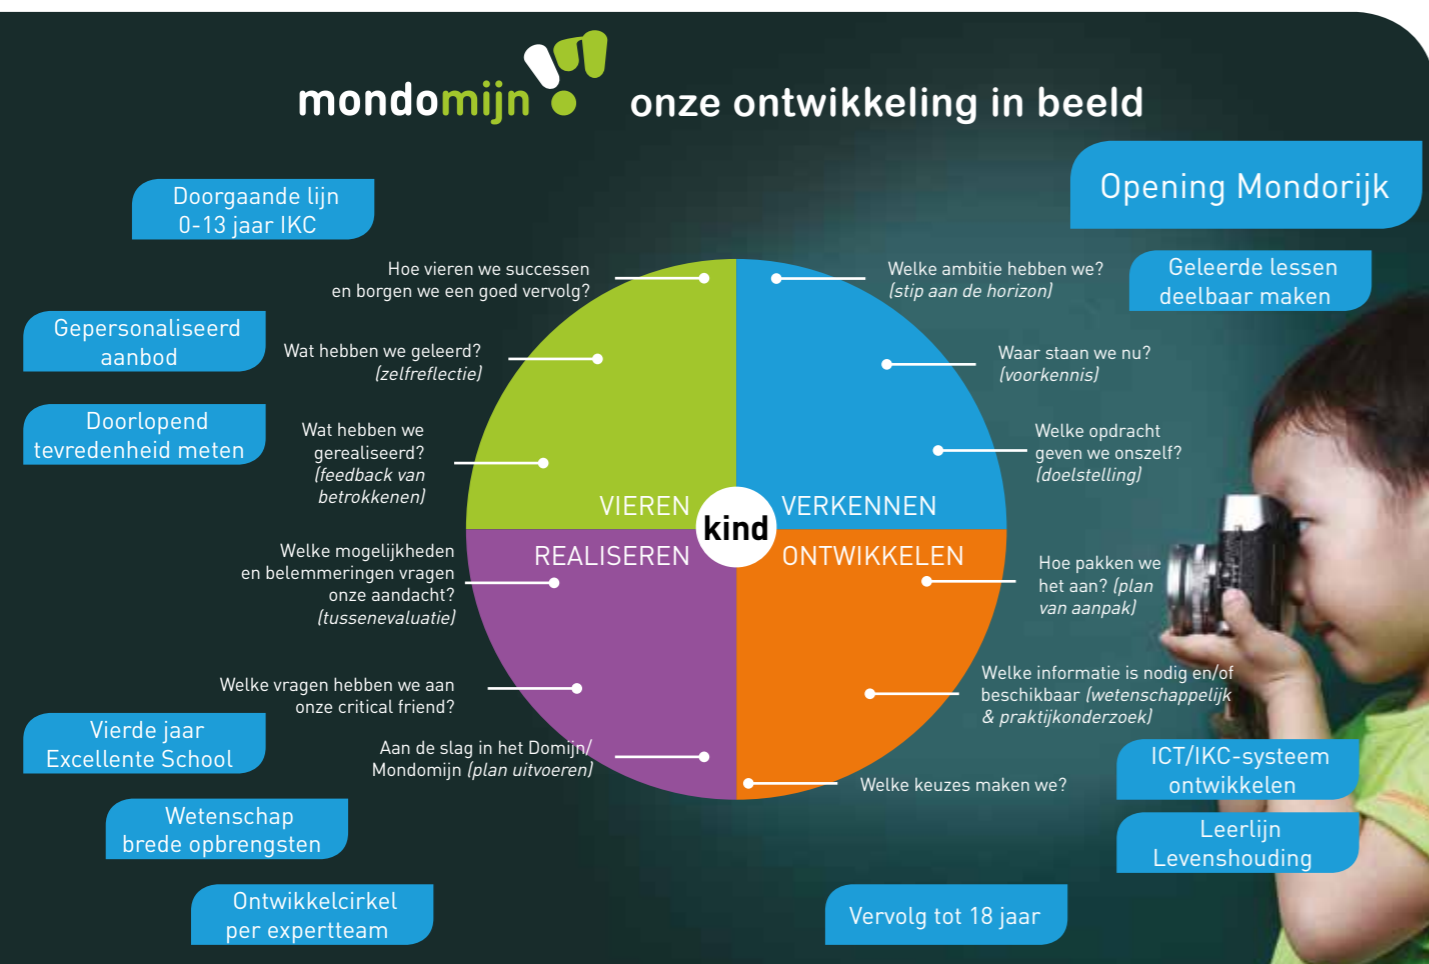 mondomijn
onze ontwikkeling in beeld
Doorgaande lijn
0-13 jaar IKC
Opening Mondorijk
Hoe vieren we successen
en borgen we een goed vervolg?
Welke ambitie hebben we?
(stip aan de horizon)
Geleerde lessen
deelbaar maken
Gepersonaliseerd
aanbod
Wat hebben we geleerd?
(zelfreflectie)
Waar staan we nu?
(voorkennis)
Doorlopend
tevredenheid meten
Wat hebben we
gerealiseerd?
(feedback van
betrokkenen)
Welke opdracht
geven we onszelf?
(doelstelling)
VIEREN
VERKENNEN
kind
REALISEREN
ONTWIKKELEN
Welke mogelijkheden
en belemmeringen vragen
onze aandacht?
(tussenevaluatie)
Hoe pakken we
het aan? (plan
van aanpak)
Welke vragen hebben we aan
onze critical friend?
Welke informatie is nodig en/of
beschikbaar (wetenschappelijk
& praktijkonderzoek)
Vierde jaar
Excellente School
Aan de slag in het Domijn/
Mondomijn (plan uitvoeren)
Welke keuzes maken we?
ICT/IKC-systeem
ontwikkelen
Wetenschap
brede opbrengsten
Leerlijn
Levenshouding
Ontwikkelcirkel
per expertteam
Vervolg tot 18 jaar